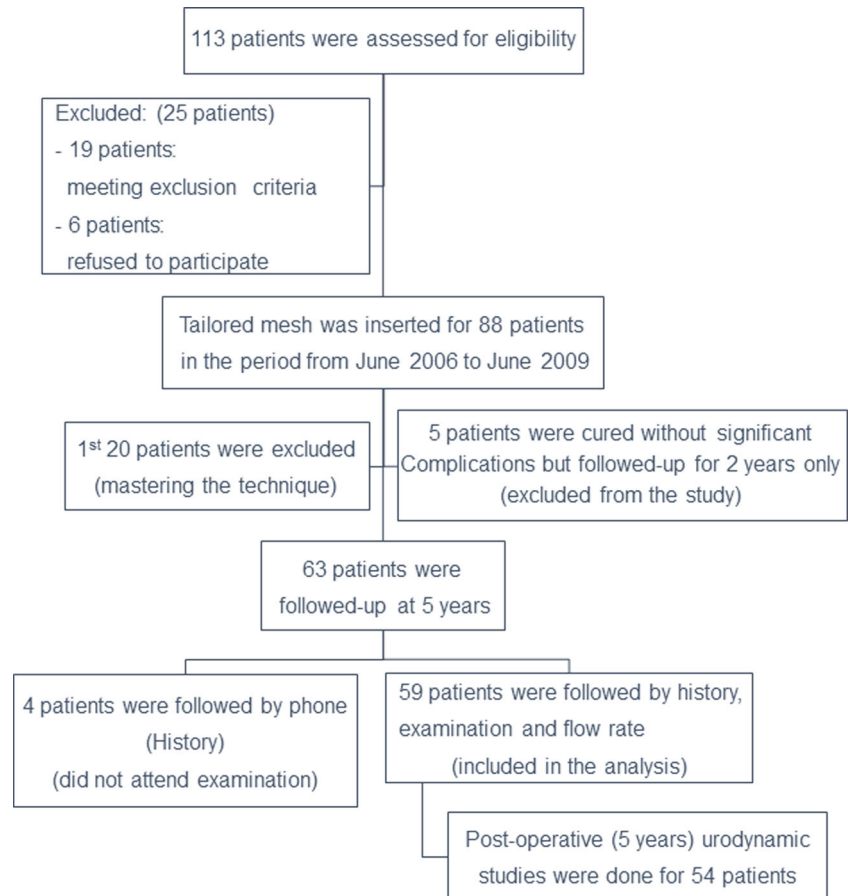 113 patients were assessed for eligibility
Excluded: (25 patients)
- 19 patients:
meeting exclusion criteria
- 6 patients:
refused to participate
Tailored mesh was inserted for 88 patients
in the period from June 2006 to June 2009
1st 20 patients were excluded
(mastering the technique)
5 patients were cured without significant
Complications but followed-up for 2 years only
(excluded from the study)
63 patients were
followed-up at 5 years
4 patients were followed by phone
(History)
(did not attend examination)
59 patients were followed by history,
examination and flow rate
(included in the analysis)
Post-operative (5 years) urodynamic
studies were done for 54 patients